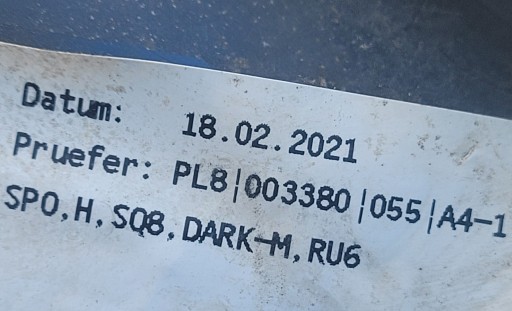 Datum: 18.02.2021
Pruefer: PL8|003380|055|A4-1
SPO,H,SQ8,DARK-M,RU6